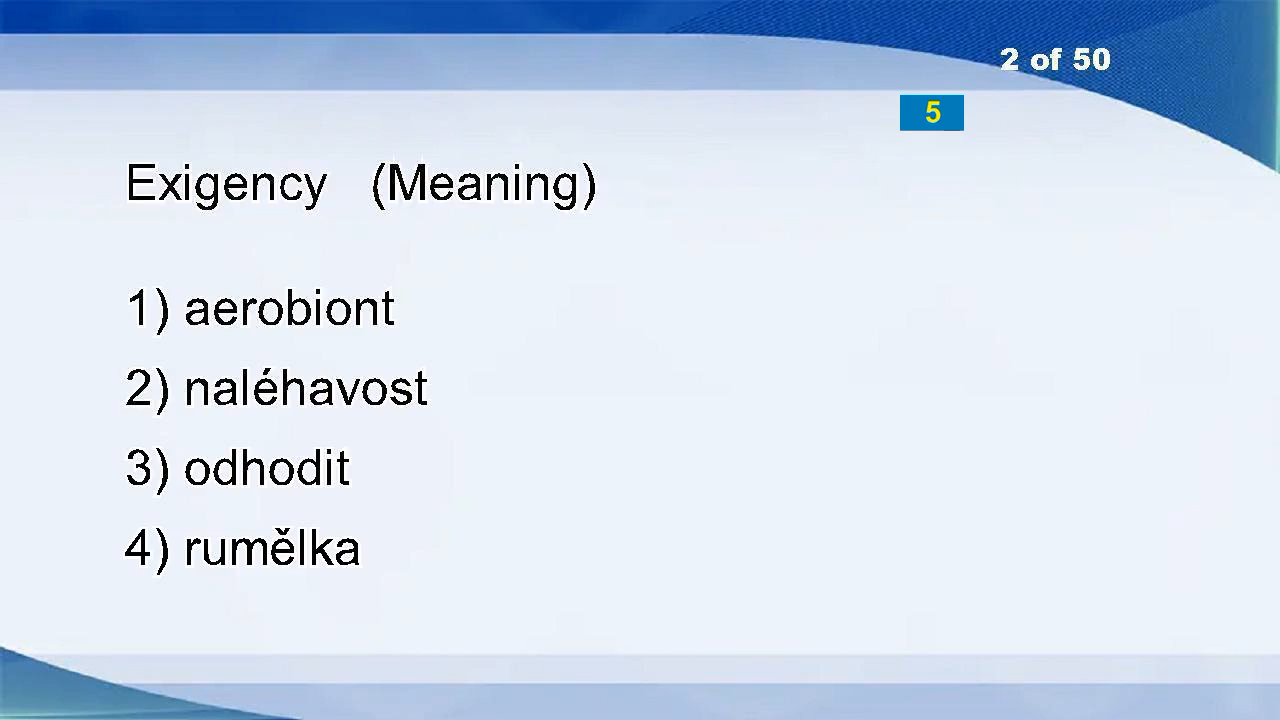 2 of 50
5
Exigency (Meaning)
1) aerobiont
2) naléhavost
3) odhodit
4) rumělka